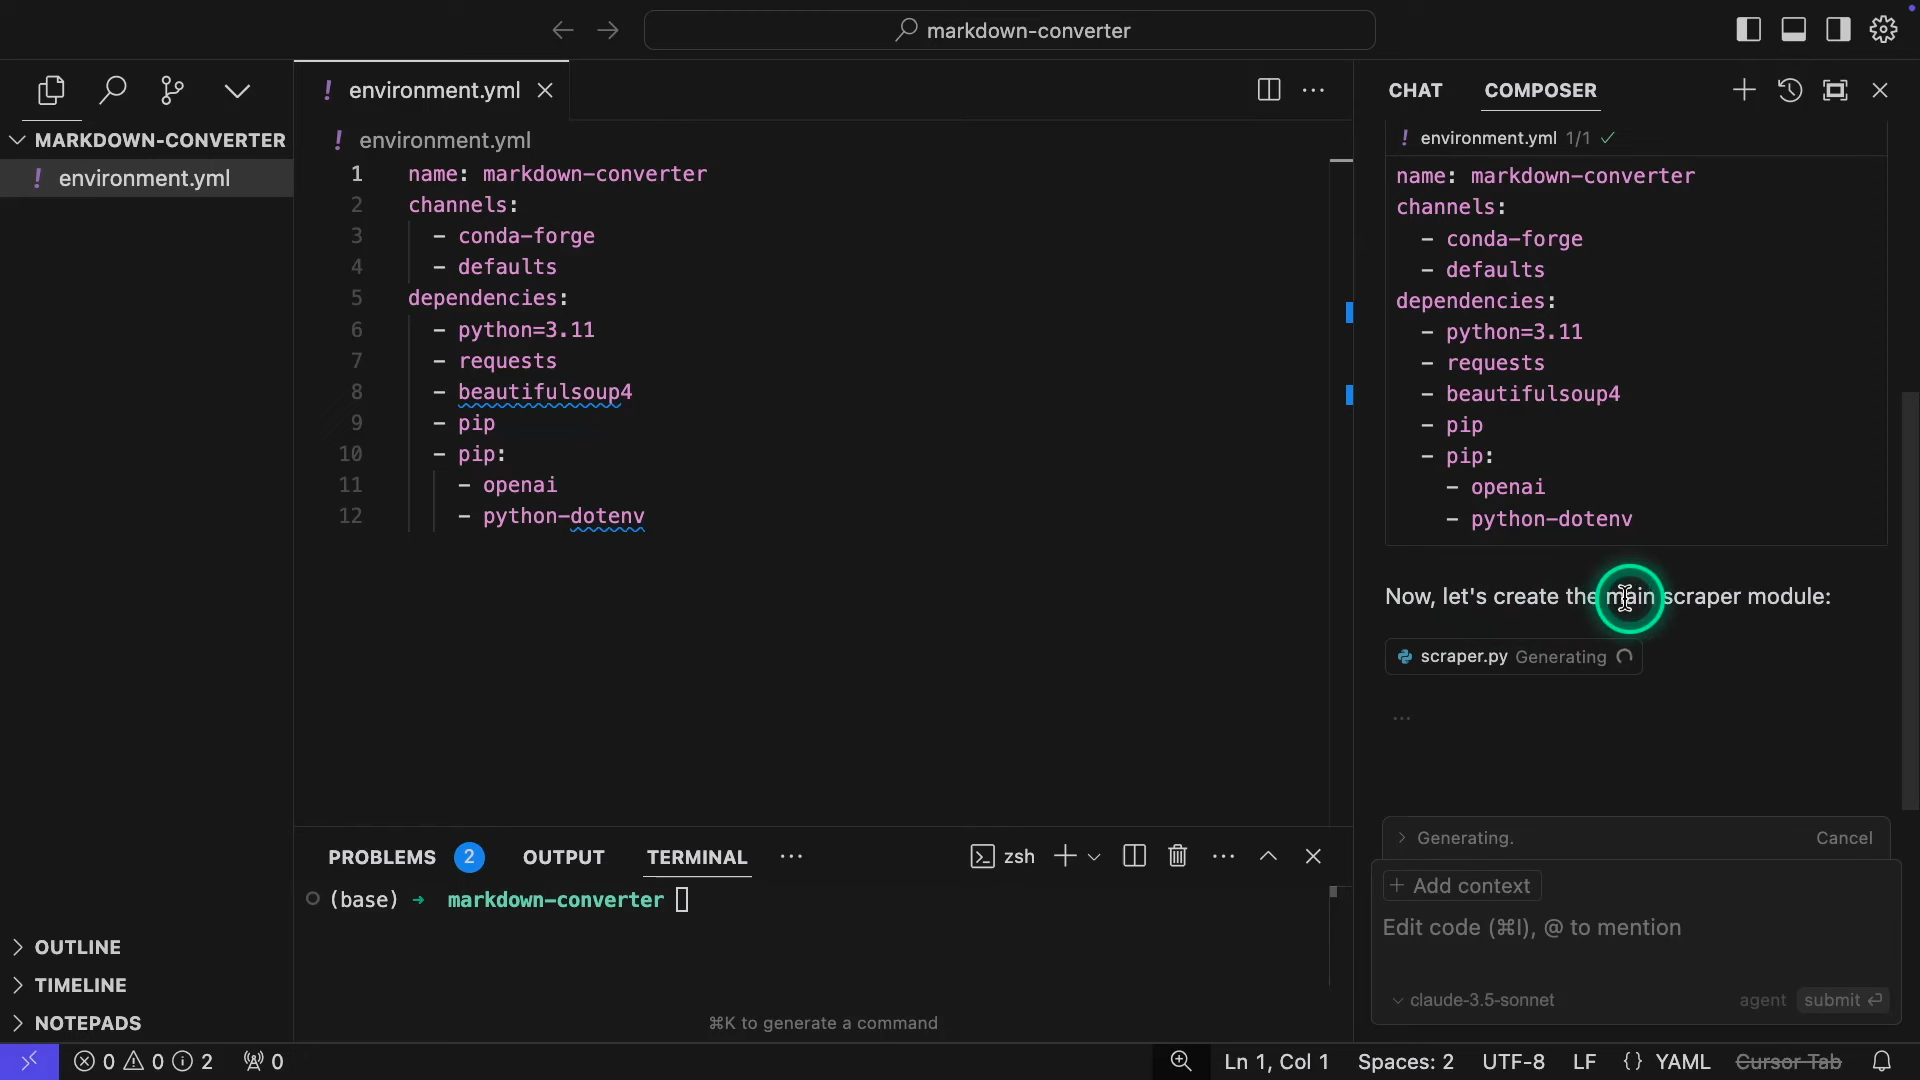 markdown-converter
MARKDOWN-CONVERTER
! environment.yml
OUTLINE
TIMELINE
NOTEPADS
! environment.yml
! environment.yml
1 name: markdown-converter
2 channels:
3 - conda-forge
4 - defaults
5 dependencies:
6 - python=3.11
7 - requests
8 - beautifulsoup4
9 - pip
10 - pip:
11 - openai
12 - python-dotenv
PROBLEMS 2 OUTPUT TERMINAL ··· zsh
(base) → markdown-converter
⌘K to generate a command
CHAT COMPOSER
! environment.yml 1/1 ✓
name: markdown-converter
channels:
- conda-forge
- defaults
dependencies:
- python=3.11
- requests
- beautifulsoup4
- pip
- pip:
- openai
- python-dotenv
Now, let's create the main scraper module:
scraper.py Generating
...
Generating. Cancel
+ Add context
Edit code (⌘I), @ to mention
claude-3.5-sonnet agent submit ↵
0 0 2 0 Ln 1, Col 1 Spaces: 2 UTF-8 LF {} YAML Cursor Tab